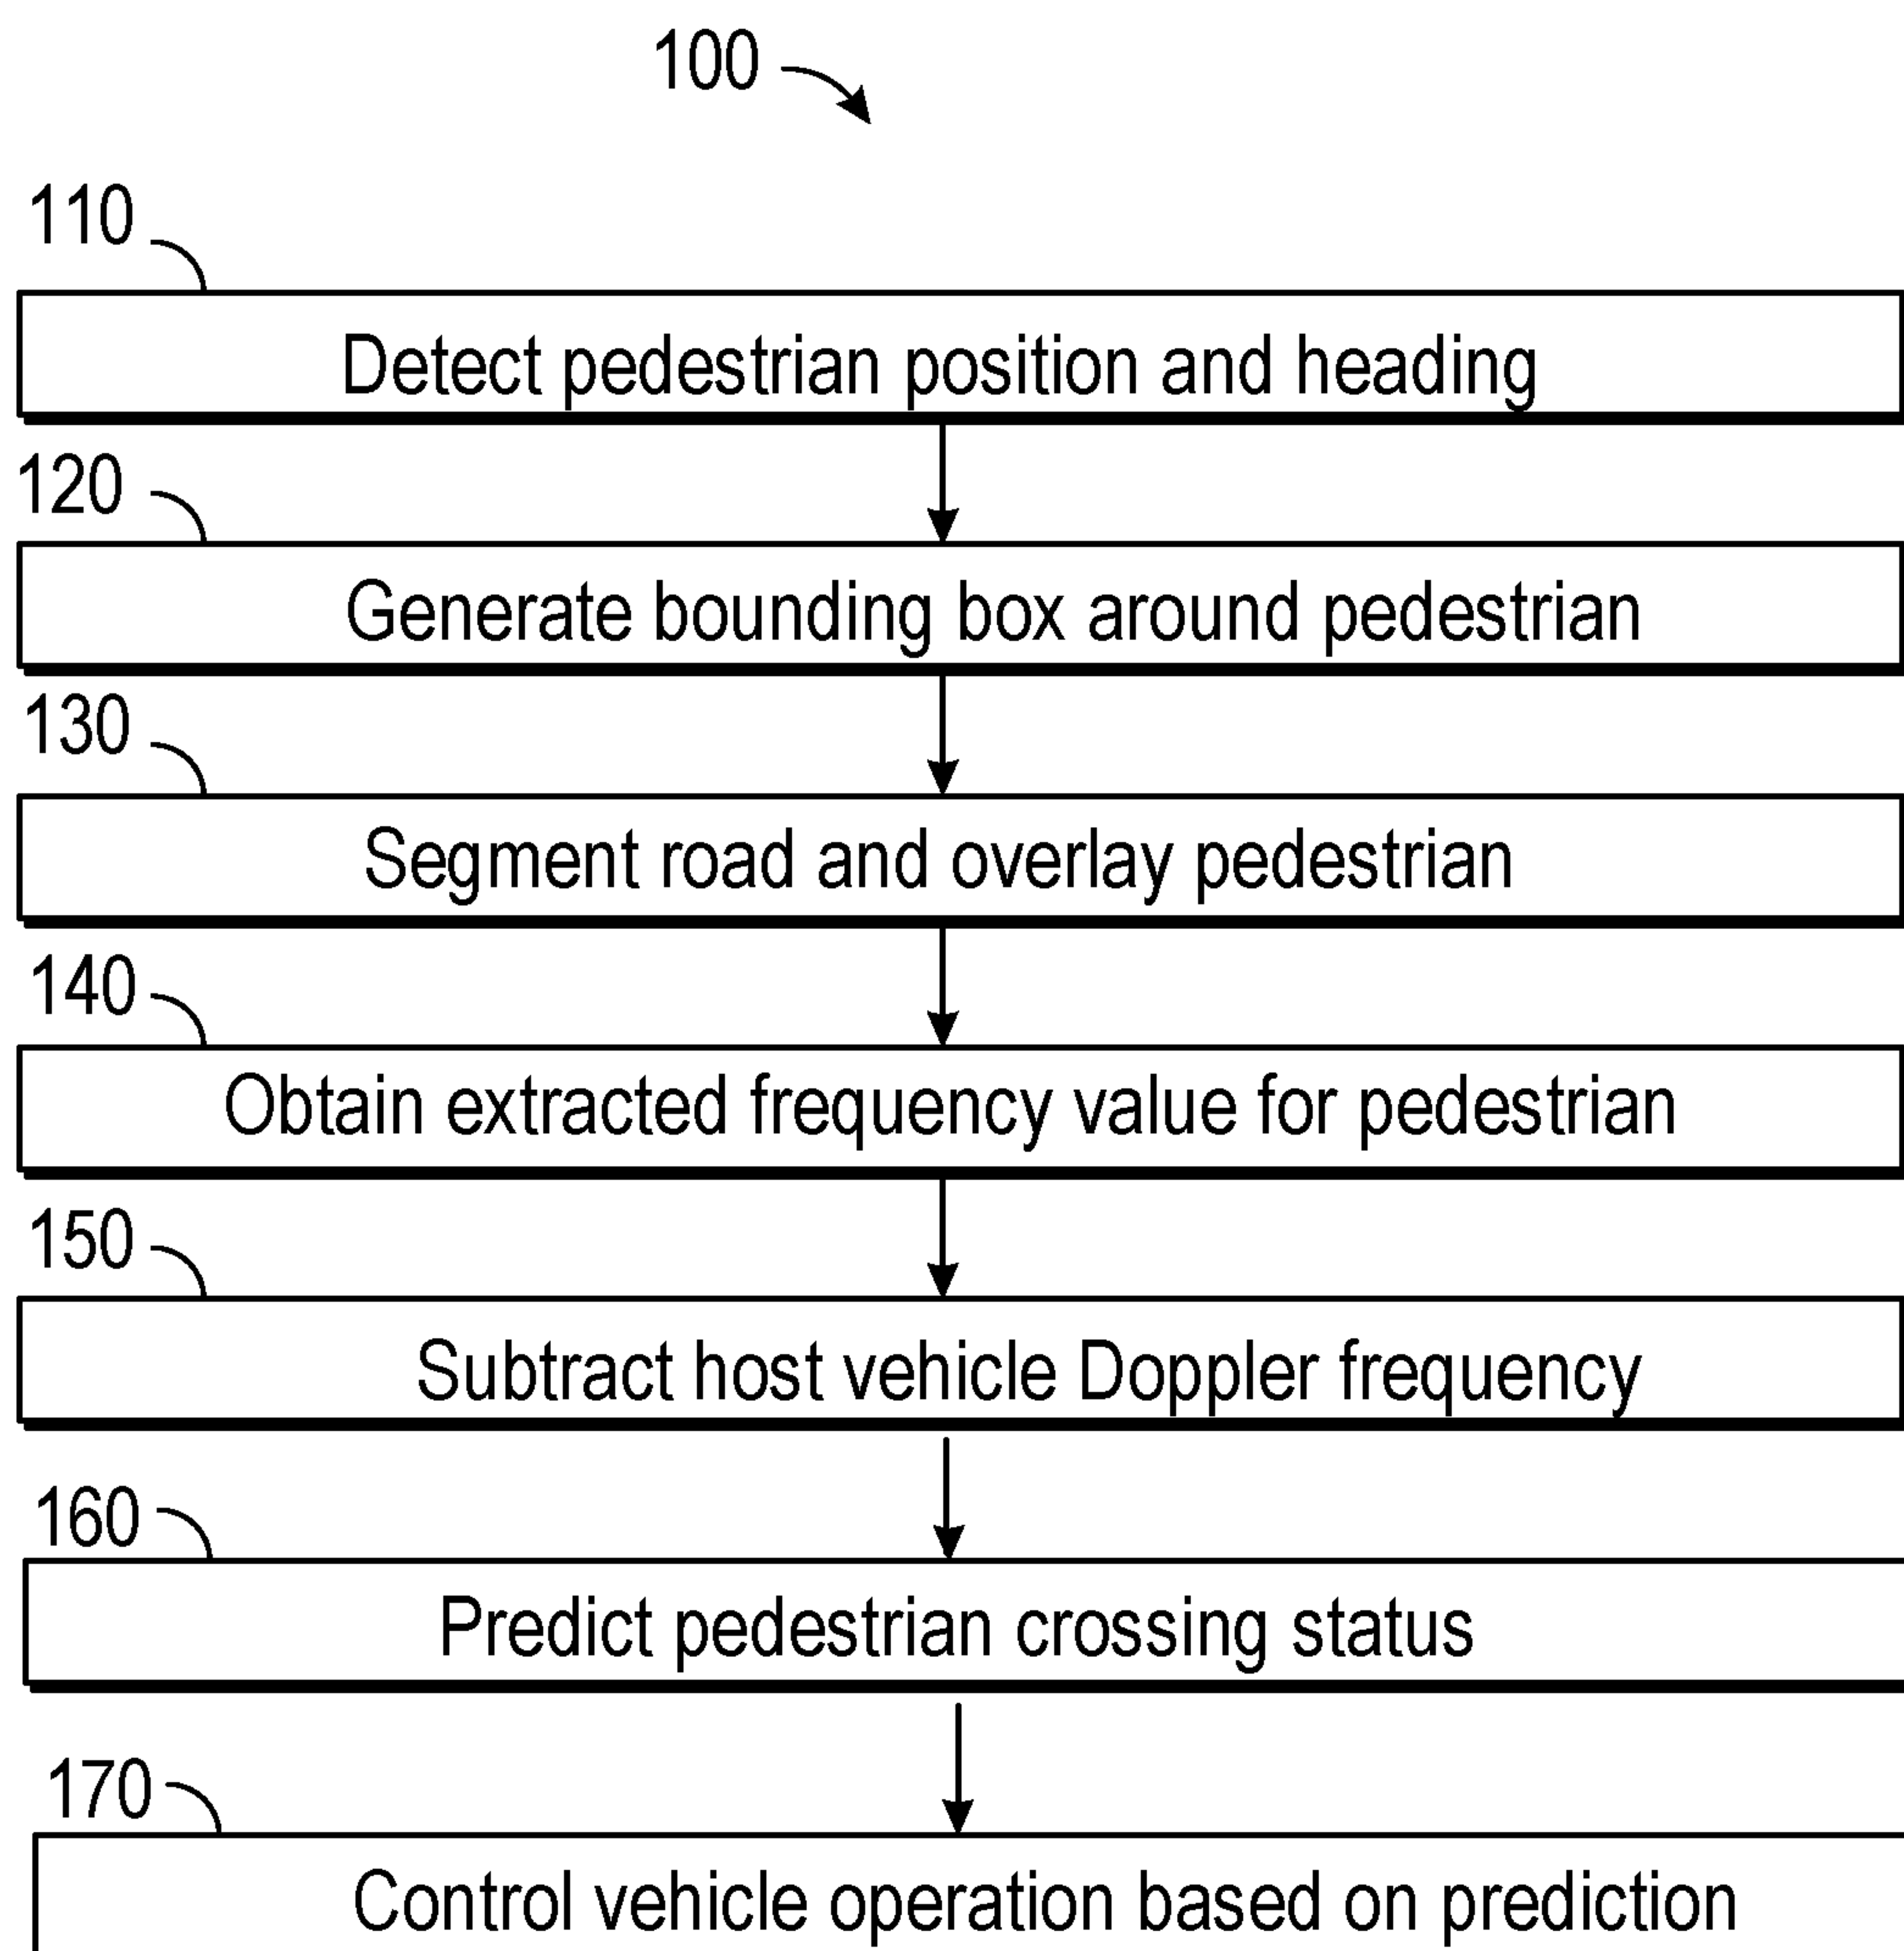 100
110
Detect pedestrian position and heading
120
Generate bounding box around pedestrian
130
Segment road and overlay pedestrian
140
Obtain extracted frequency value for pedestrian
150
Subtract host vehicle Doppler frequency
160
Predict pedestrian crossing status
170
Control vehicle operation based on prediction